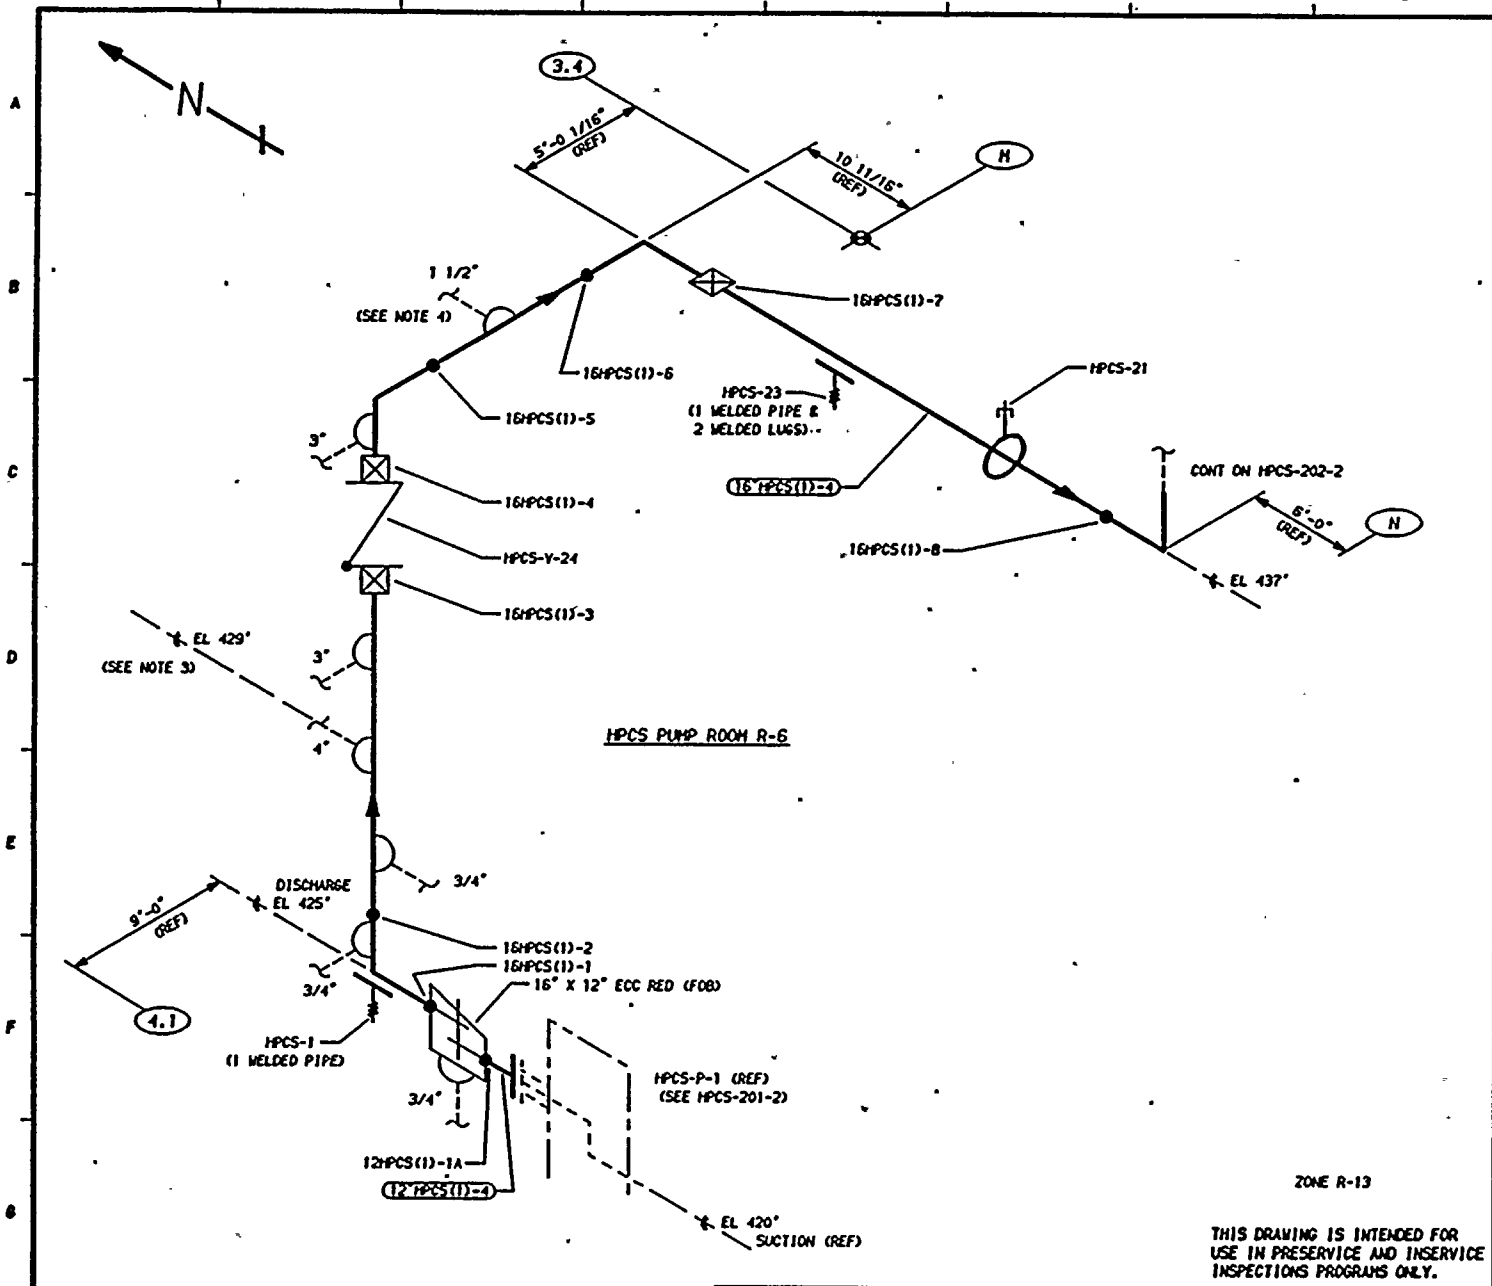 A
B
C
D
E
F
G
N
3.4
5'-0 1/16"
(REF)
10 11/16"
(REF)
H
1 1/2"
(SEE NOTE 4)
16HPCS(1)-7
16HPCS(1)-6
HPCS-23
(1 WELDED PIPE &
2 WELDED LUGS)
HPCS-21
16HPCS(1)-5
3"
16HPCS(1)-4
16"HPCS(1)-4
CONT ON HPCS-202-2
6'-0"
(REF)
N
HPCS-V-24
16HPCS(1)-8
EL 437'
16HPCS(1)-3
EL 429'
(SEE NOTE 3)
3"
4"
HPCS PUMP ROOM R-6
3/4"
DISCHARGE
EL 425'
9'-0"
(REF)
16HPCS(1)-2
16HPCS(1)-1
16" X 12" ECC RED (FOB)
3/4"
4.1
HPCS-1
(1 WELDED PIPE)
3/4"
HPCS-P-1 (REF)
(SEE HPCS-201-2)
12HPCS(1)-1A
12"HPCS(1)-4
EL 420'
SUCTION (REF)
ZONE R-13
THIS DRAWING IS INTENDED FOR
USE IN PRESERVICE AND INSERVICE
INSPECTIONS PROGRAMS ONLY.